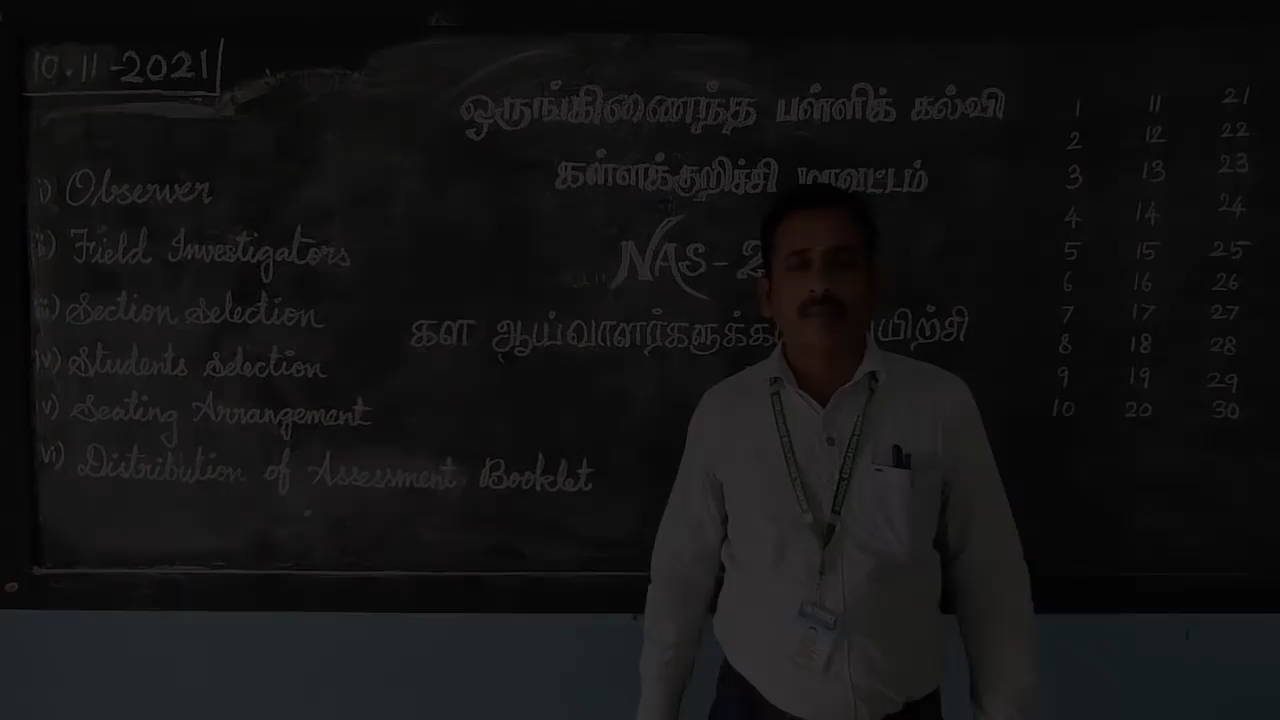 10.11-2021
ஒருங்கிணைந்த பள்ளிக் கல்வி
கள்ளக்குறிச்சி மாவட்டம்
NAS - 2
கள ஆய்வாளர்களுக்கா யிற்சி
i) Observer
ii) Field Investigators
iii) Section Selection
iv) Students Selection
v) Seating Arrangement
vi) Distribution of Assessment Booklet
1 11 21
2 12 22
3 13 23
4 14 24
5 15 25
6 16 26
7 17 27
8 18 28
9 19 29
10 20 30